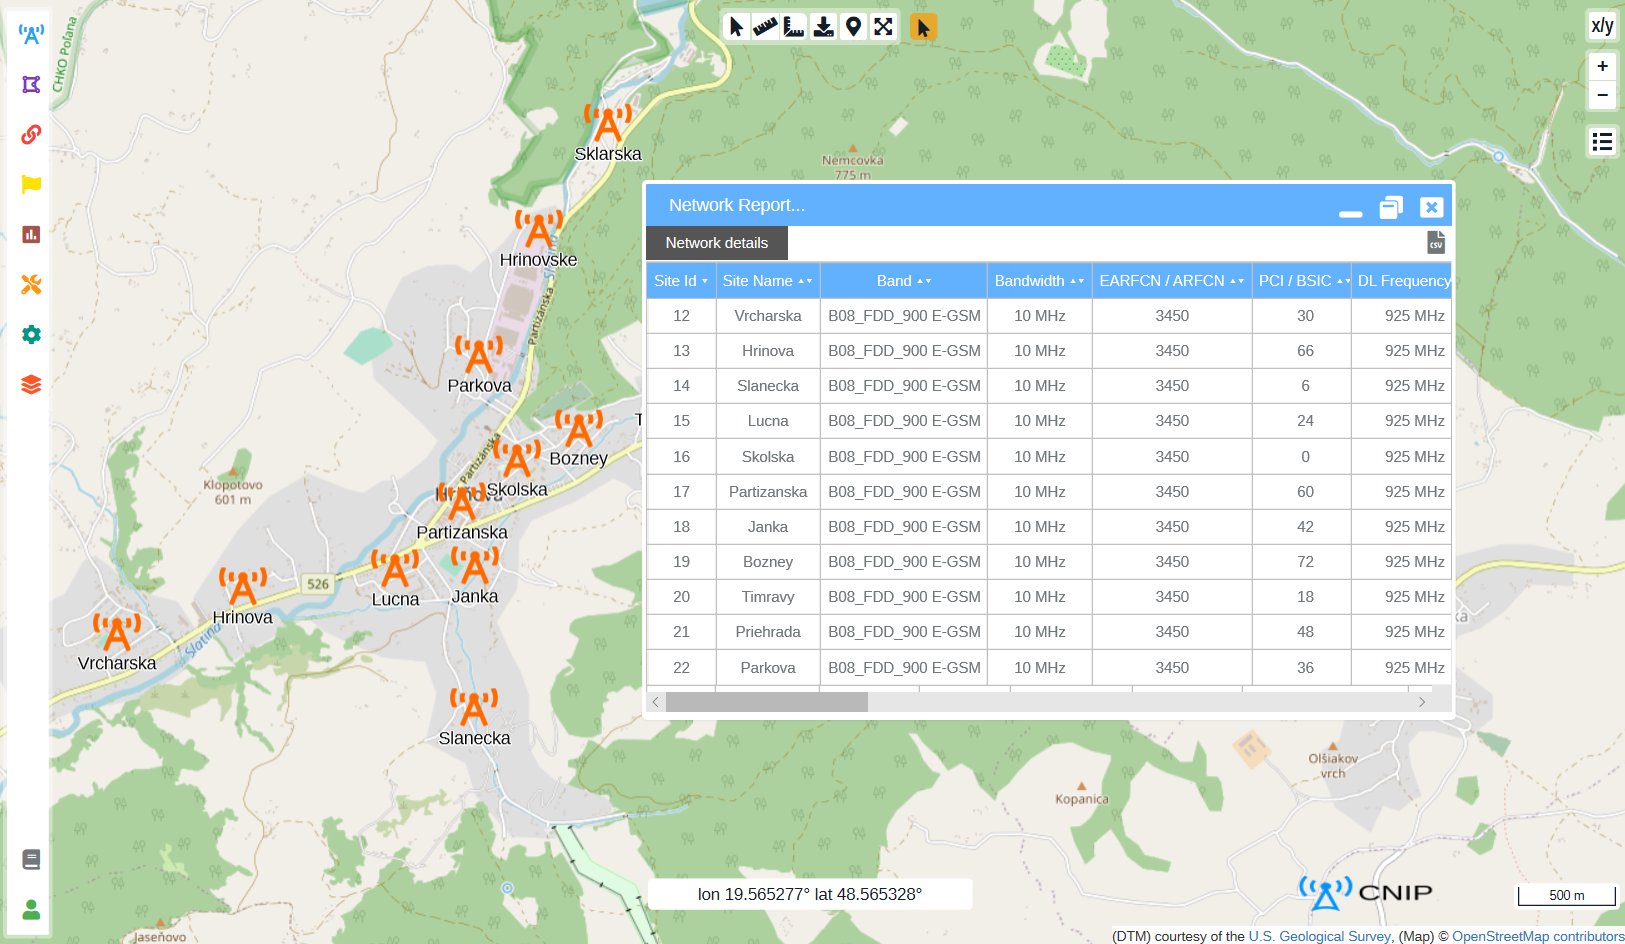 CHKO Poľana
x/y
+
−
Sklarska
Nemcovka
775 m
Network Report...
Network details
CSV
Site Id Site Name Band Bandwidth EARFCN / ARFCN PCI / BSIC DL Frequency
12 Vrcharska B08_FDD_900 E-GSM 10 MHz 3450 30 925 MHz
13 Hrinova B08_FDD_900 E-GSM 10 MHz 3450 66 925 MHz
14 Slanecka B08_FDD_900 E-GSM 10 MHz 3450 6 925 MHz
15 Lucna B08_FDD_900 E-GSM 10 MHz 3450 24 925 MHz
16 Skolska B08_FDD_900 E-GSM 10 MHz 3450 0 925 MHz
17 Partizanska B08_FDD_900 E-GSM 10 MHz 3450 60 925 MHz
18 Janka B08_FDD_900 E-GSM 10 MHz 3450 42 925 MHz
19 Bozney B08_FDD_900 E-GSM 10 MHz 3450 72 925 MHz
20 Timravy B08_FDD_900 E-GSM 10 MHz 3450 18 925 MHz
21 Priehrada B08_FDD_900 E-GSM 10 MHz 3450 48 925 MHz
22 Parkova B08_FDD_900 E-GSM 10 MHz 3450 36 925 MHz
Hrinovske
Partizánska
Parkova
Bozney
Partizánska
Skolska
Hriňová
Partizanska
Klopotovo
601 m
526
Lucna
Janka
Hrinova
Slatina
Vrcharska
Slanecka
Olšiakov
vrch
Kopanica
lon 19.565277° lat 48.565328°
CNIP
500 m
Jaseňovo
(DTM) courtesy of the U.S. Geological Survey, (Map) © OpenStreetMap contributors